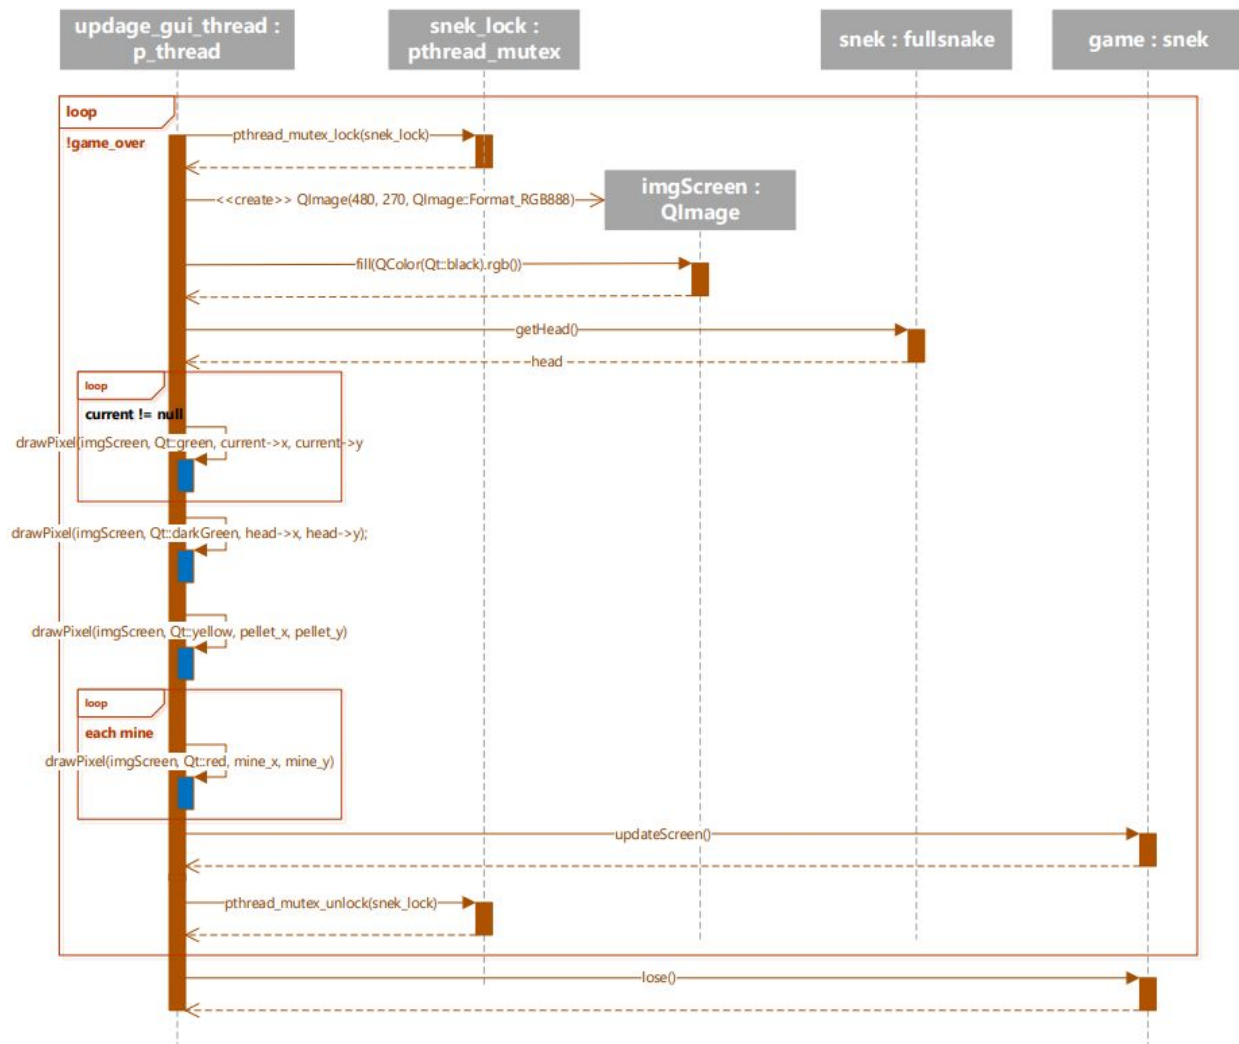 updage_gui_thread :
p_thread
snek_lock :
pthread_mutex
snek : fullsnake
game : snek
loop
!game_over
pthread_mutex_lock(snek_lock)
<<create>> QImage(480, 270, QImage::Format_RGB888)
imgScreen :
QImage
fill(QColor(Qt::black).rgb())
getHead()
head
loop
current != null
drawPixel(imgScreen, Qt::green, current->x, current->y
drawPixel(imgScreen, Qt::darkGreen, head->x, head->y);
drawPixel(imgScreen, Qt::yellow, pellet_x, pellet_y)
loop
each mine
drawPixel(imgScreen, Qt::red, mine_x, mine_y)
updateScreen()
pthread_mutex_unlock(snek_lock)
lose()